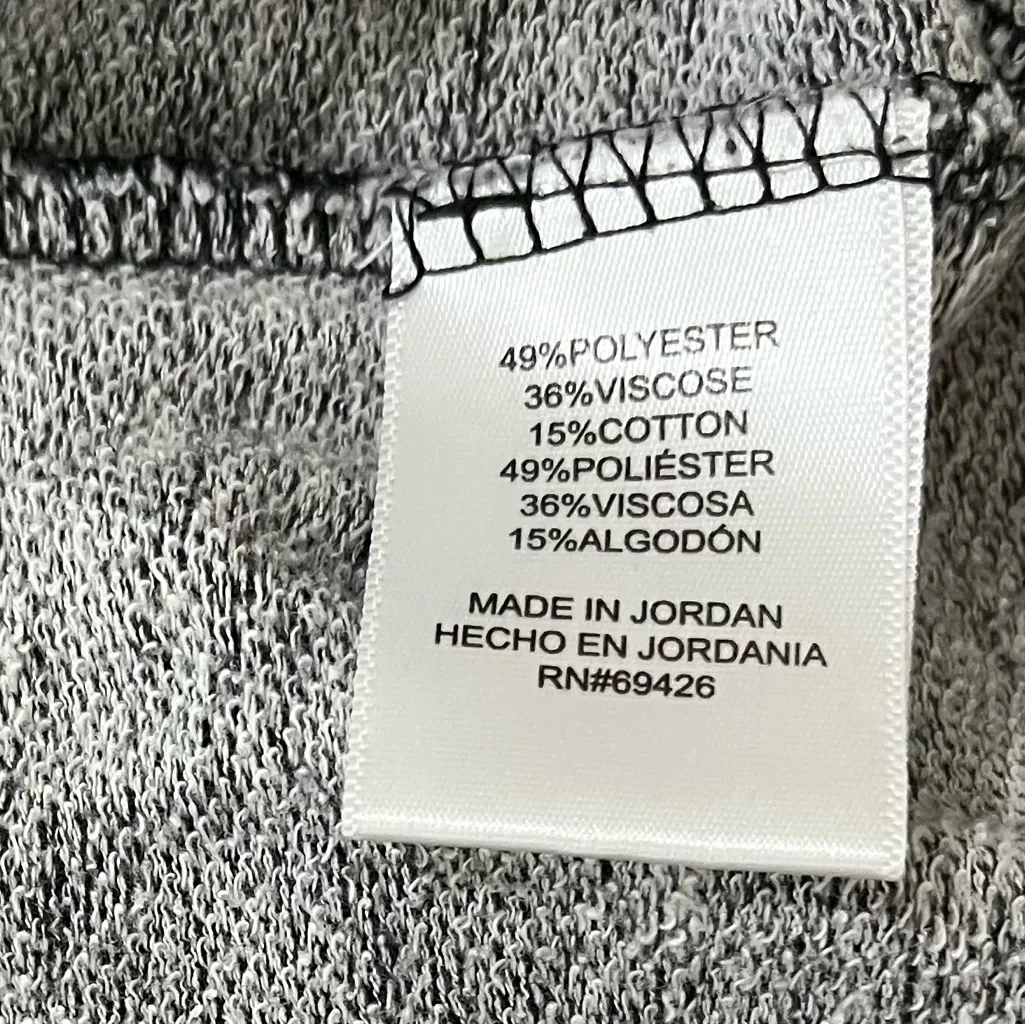 49%POLYESTER
36%VISCOSE
15%COTTON
49%POLIÉSTER
36%VISCOSA
15%ALGODÓN
MADE IN JORDAN
HECHO EN JORDANIA
RN#69426